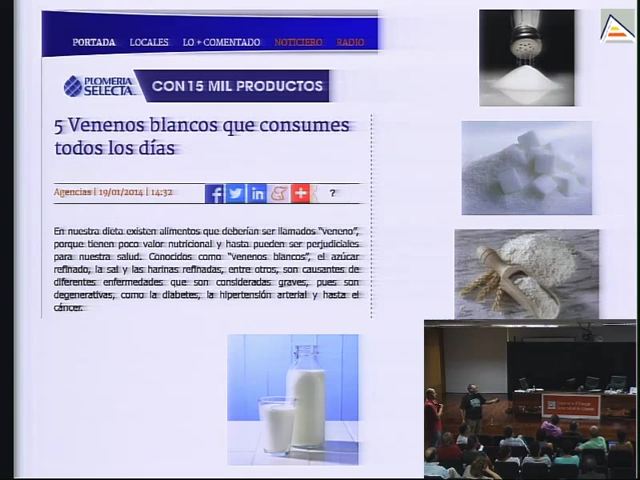 PORTADA LOCALES LO + COMENTADO NOTICIERO RADIO
PLOMERIA
SELECTA
CON 15 MIL PRODUCTOS
5 Venenos blancos que consumes
todos los días
Agencias | 19/01/2014 | 14:32
?
En nuestra dieta existen alimentos que deberían ser llamados "veneno",
porque tienen poco valor nutricional y hasta pueden ser perjudiciales
para nuestra salud. Conocidos como "venenos blancos", el azúcar
refinado, la sal y las harinas refinadas, entre otros, son causantes de
diferentes enfermedades que son consideradas graves, pues son
degenerativas, como la diabetes, la hipertensión arterial y hasta el
cáncer.